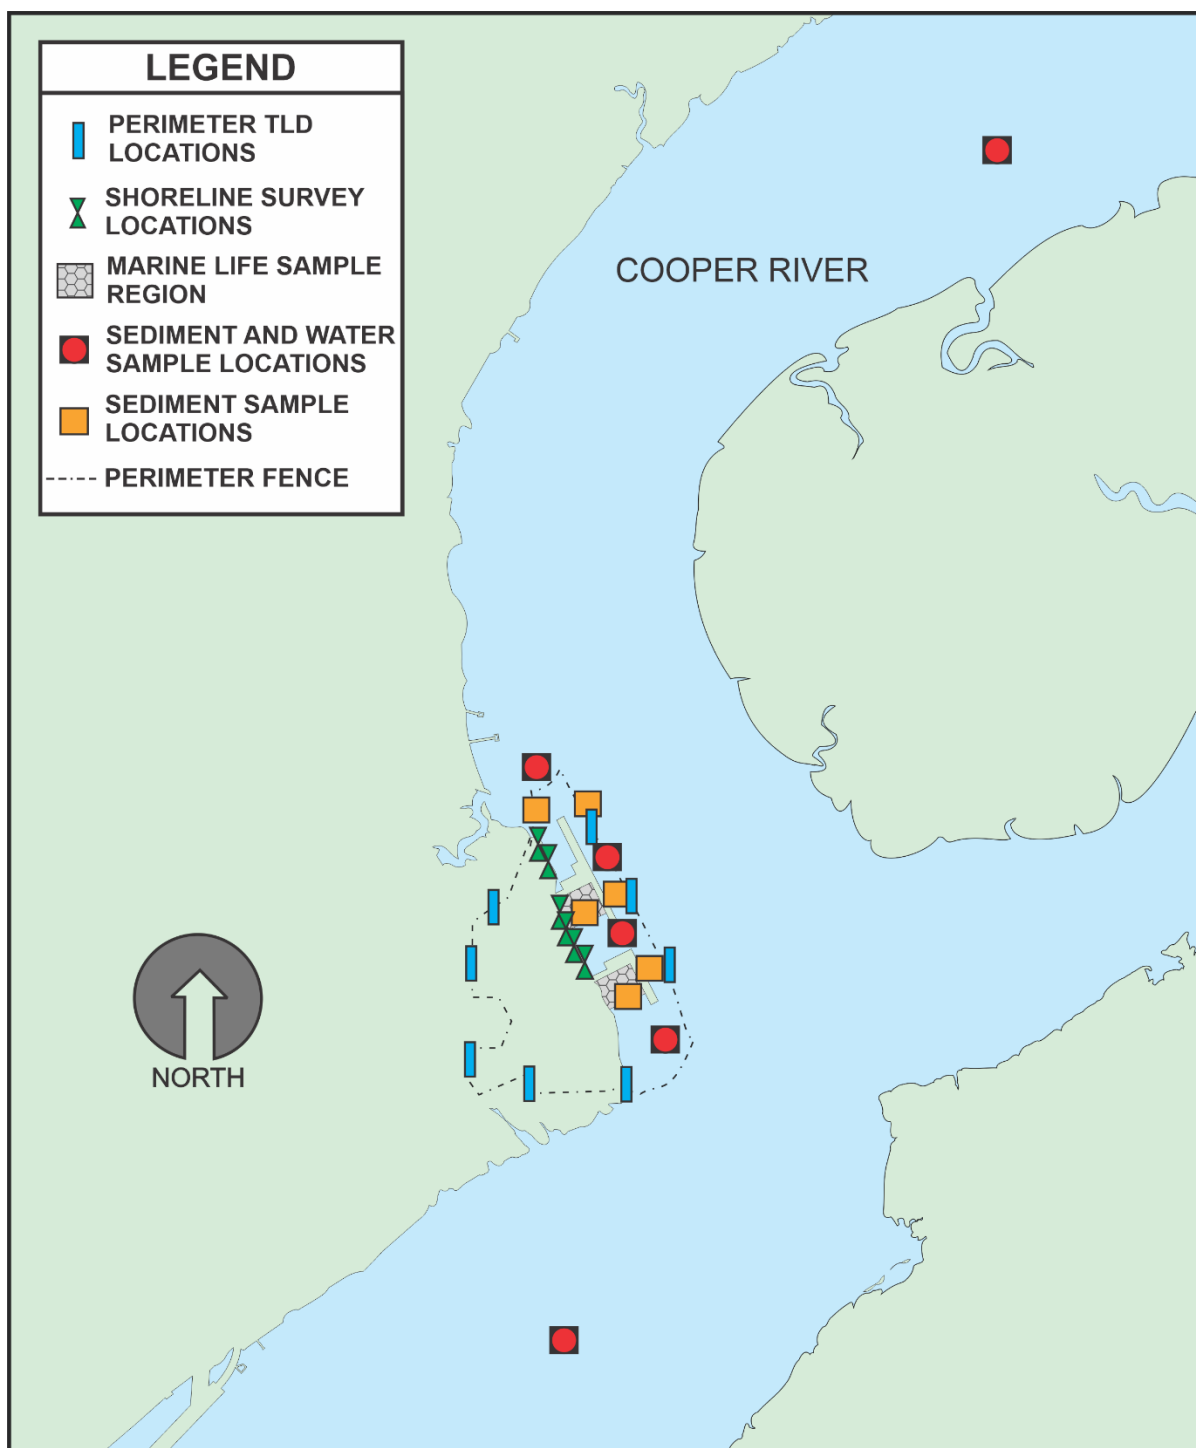 LEGEND
PERIMETER TLD
LOCATIONS
SHORELINE SURVEY
LOCATIONS
MARINE LIFE SAMPLE
REGION
SEDIMENT AND WATER
SAMPLE LOCATIONS
SEDIMENT SAMPLE
LOCATIONS
PERIMETER FENCE
COOPER RIVER
NORTH